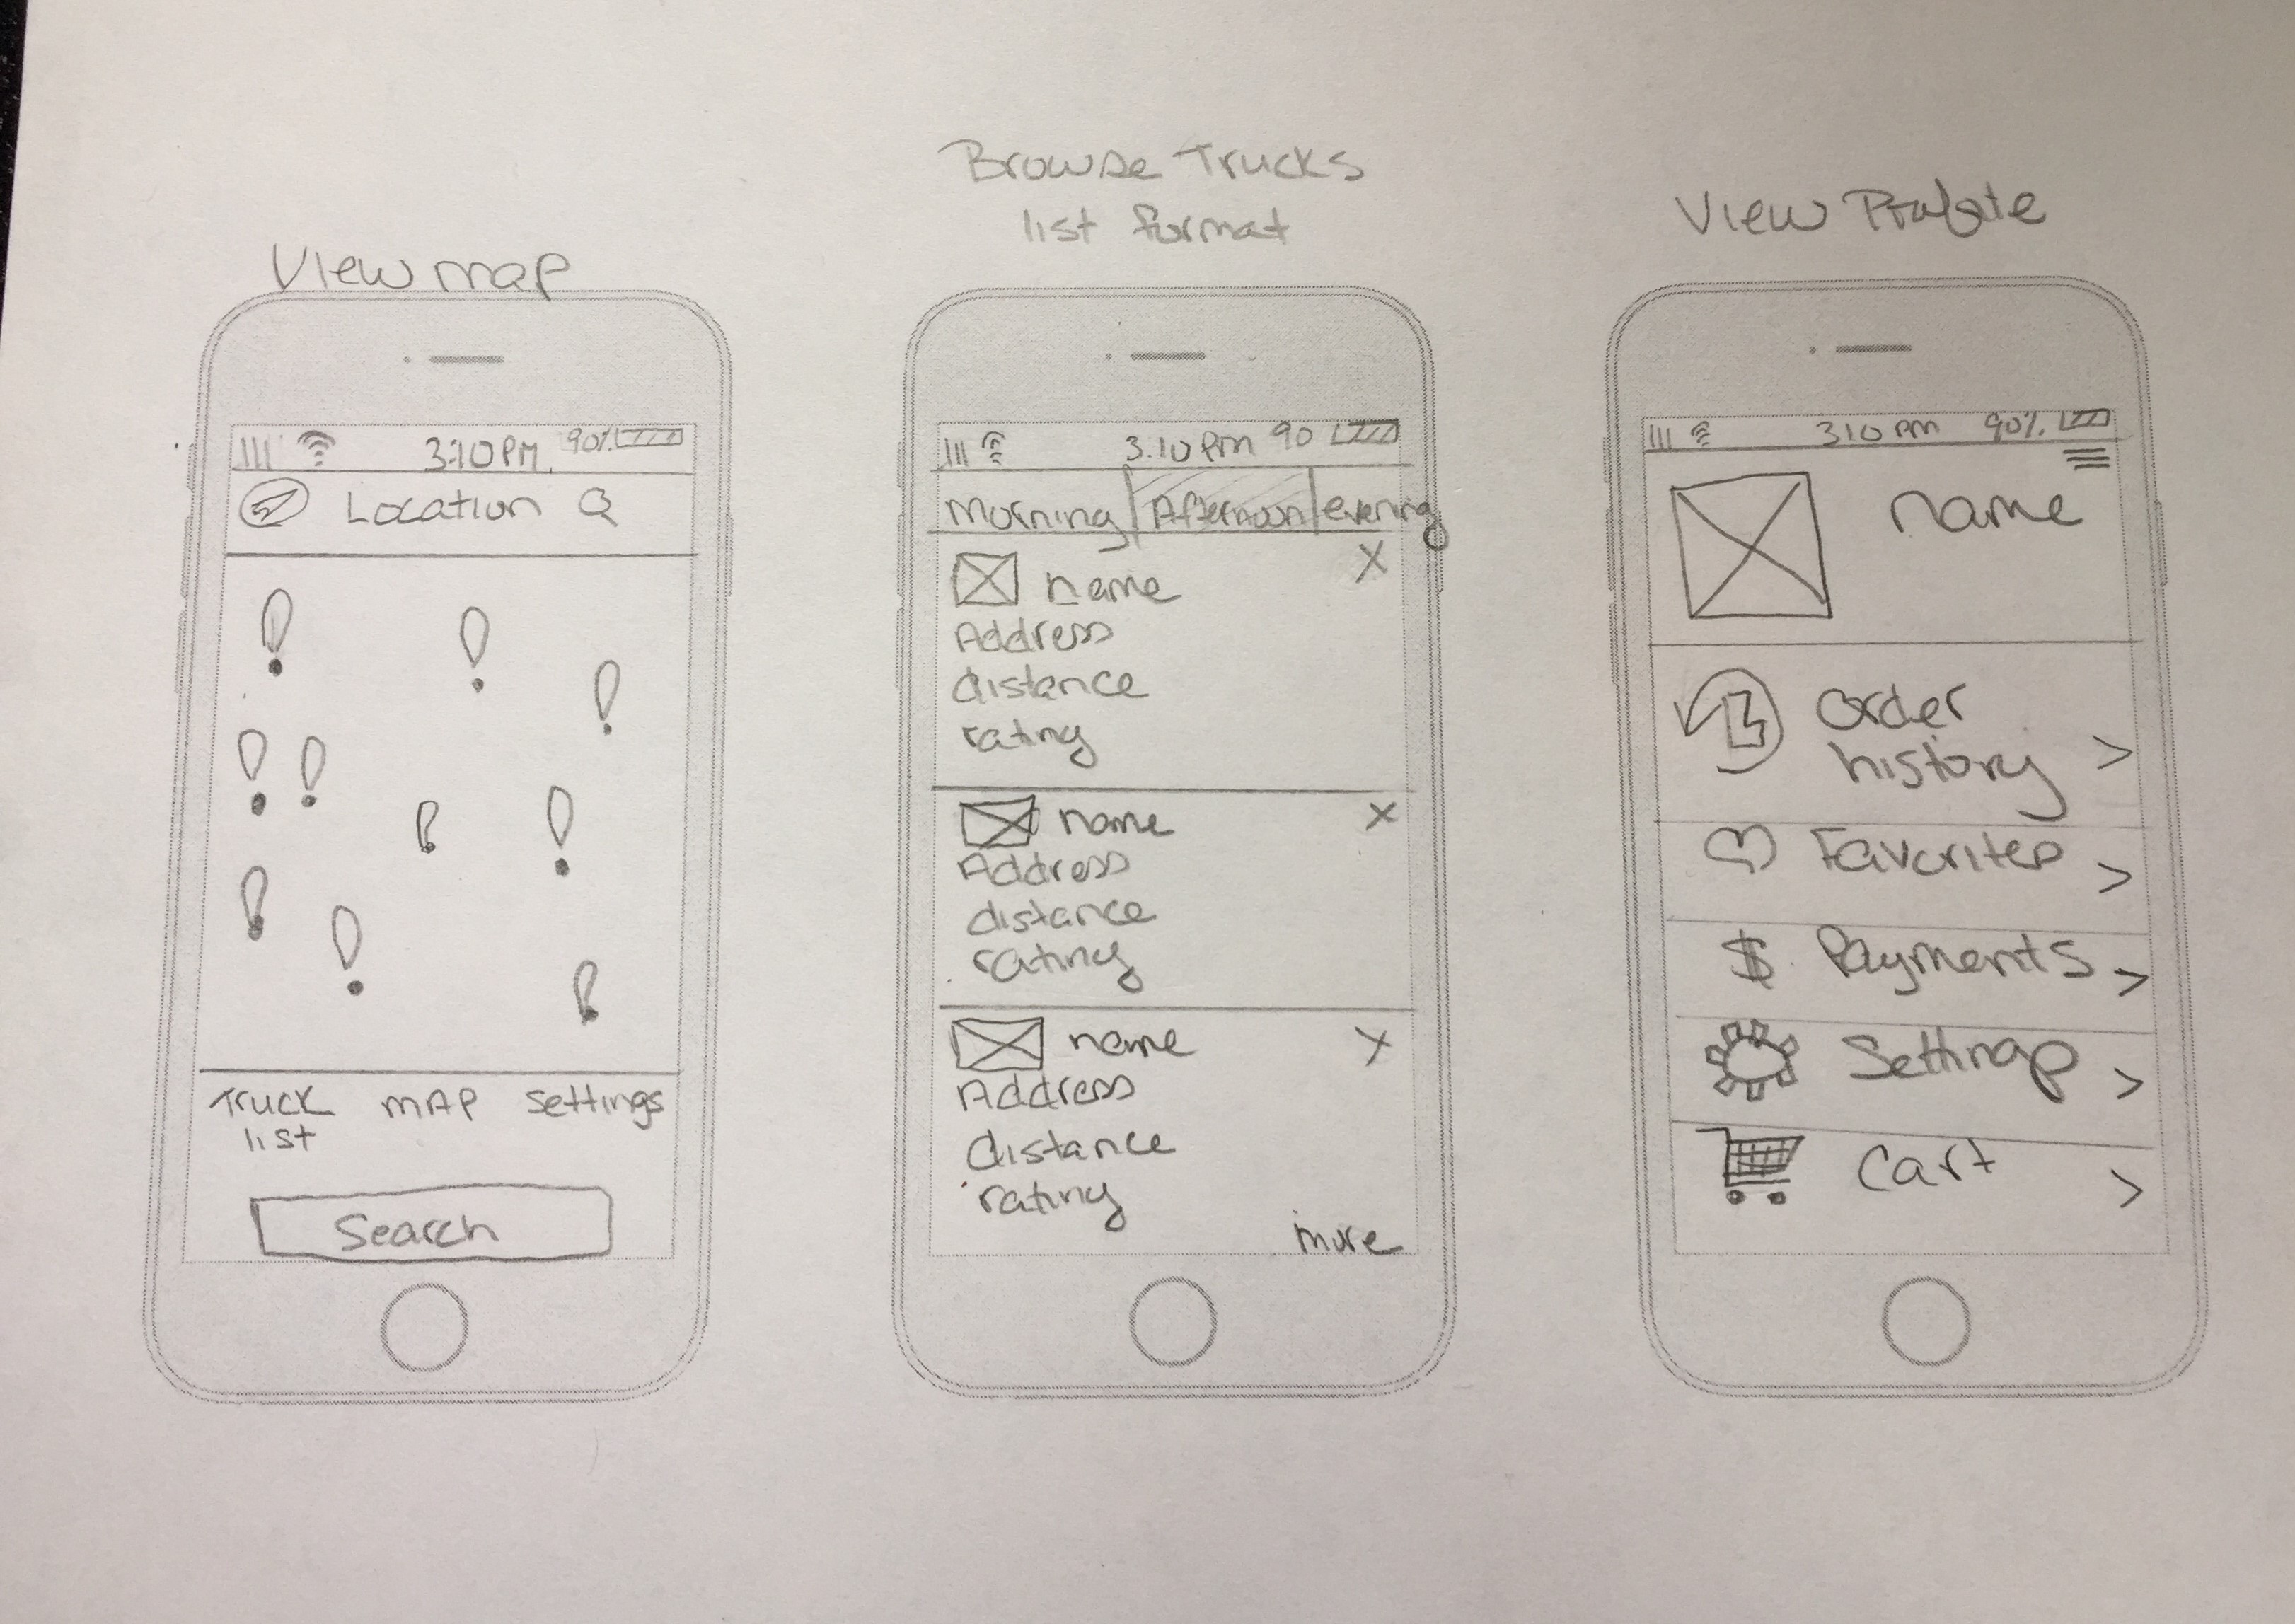 View map
3:10 PM 90%
Location
Truck list
MAP
settings
Search
Browse Trucks
list format
3.10 pm 90
Morning Afternoon evening
name X
Address
distance
rating
name X
Address
distance
rating
name X
Address
distance
rating
more
View Profile
310 pm 90%
name
order
history >
Favorites >
$ Payments >
Settings >
Cart >